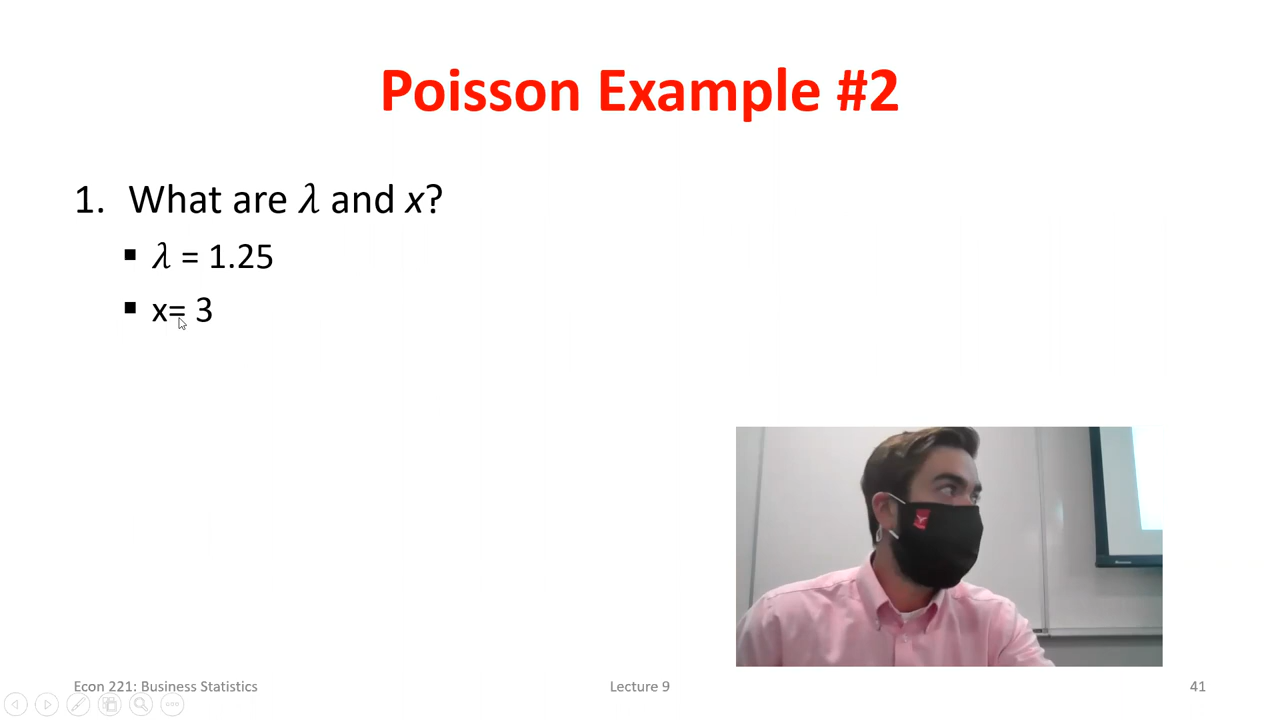 Poisson Example #2
1. What are λ and x?
▪ λ = 1.25
▪ x= 3
Econ 221: Business Statistics
Lecture 9
41